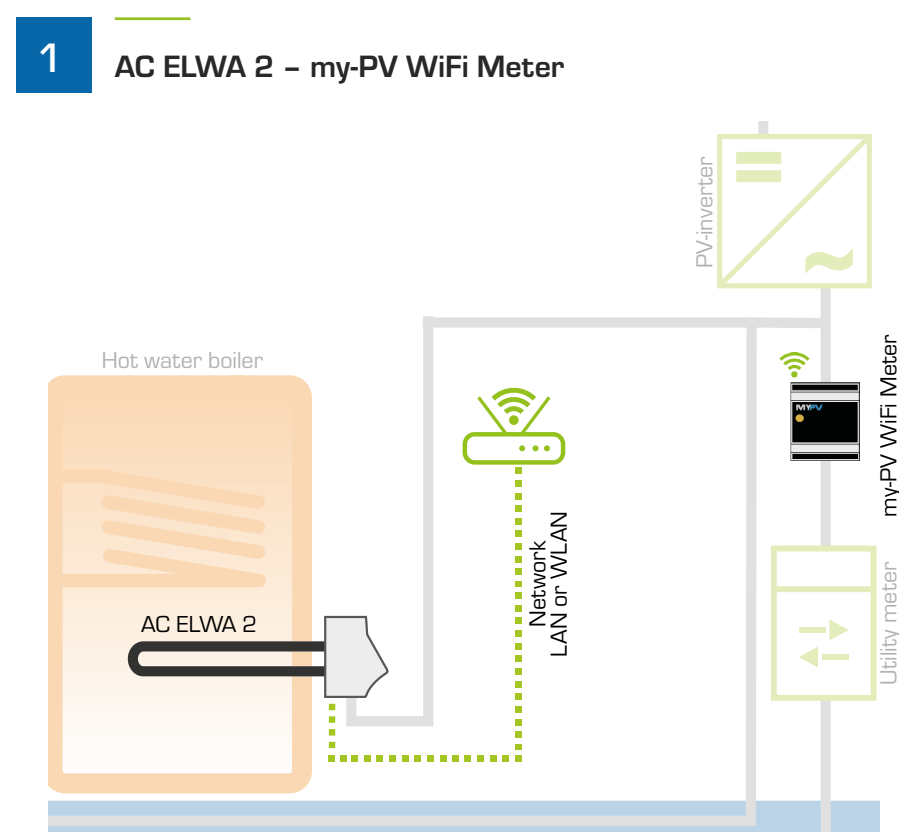 1
AC ELWA 2 – my-PV WiFi Meter
PV-inverter
Hot water boiler
my-PV WiFi Meter
MYPV
Network
LAN or WLAN
Utility meter
AC ELWA 2